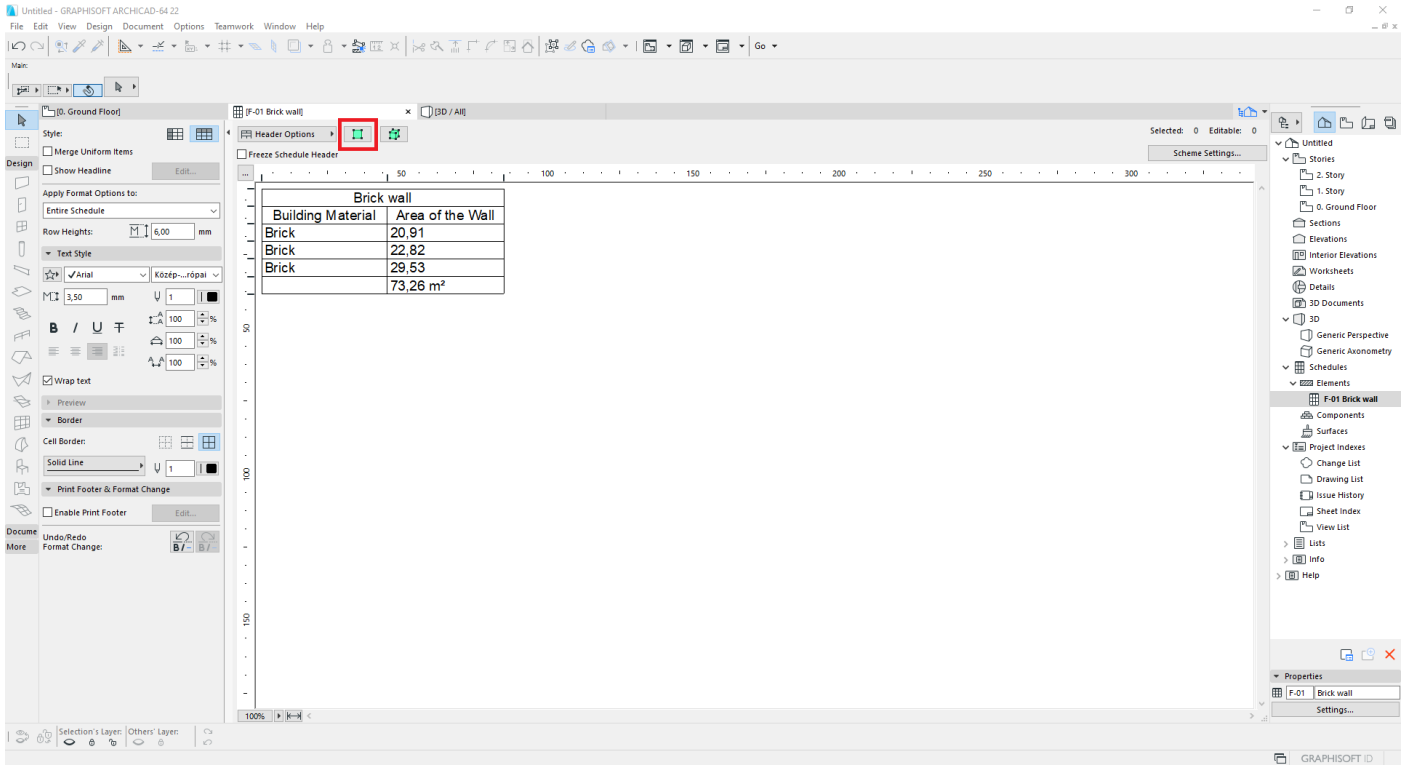 Untitled - GRAPHISOFT ARCHICAD-64 22
File Edit View Design Document Options Teamwork Window Help
Go
Main:
[0. Ground Floor]
[F-01 Brick wall]
[3D / All]
Style:
Merge Uniform Items
Show Headline
Edit...
Apply Format Options to:
Entire Schedule
Row Heights:
6,00
mm
Text Style
Arial
Közép-...rópai
3,50
mm
1
100
%
100
%
100
%
B I U T
Wrap text
Preview
Border
Cell Border:
Solid Line
1
Print Footer & Format Change
Enable Print Footer
Edit...
Undo/Redo
Format Change:
Design
Docume
More
Header Options
Freeze Schedule Header
Selected: 0 Editable: 0
Scheme Settings...
...
50 100 150 200 250 300
50
100
150
Brick wall
Building Material Area of the Wall
Brick 20,91
Brick 22,82
Brick 29,53
73,26 m²
100%
Untitled
Stories
2. Story
1. Story
0. Ground Floor
Sections
Elevations
Interior Elevations
Worksheets
Details
3D Documents
3D
Generic Perspective
Generic Axonometry
Schedules
Elements
F-01 Brick wall
Components
Surfaces
Project Indexes
Change List
Drawing List
Issue History
Sheet Index
View List
Lists
Info
Help
Properties
F-01 Brick wall
Settings...
Selection's Layer: Others' Layer:
GRAPHISOFT ID